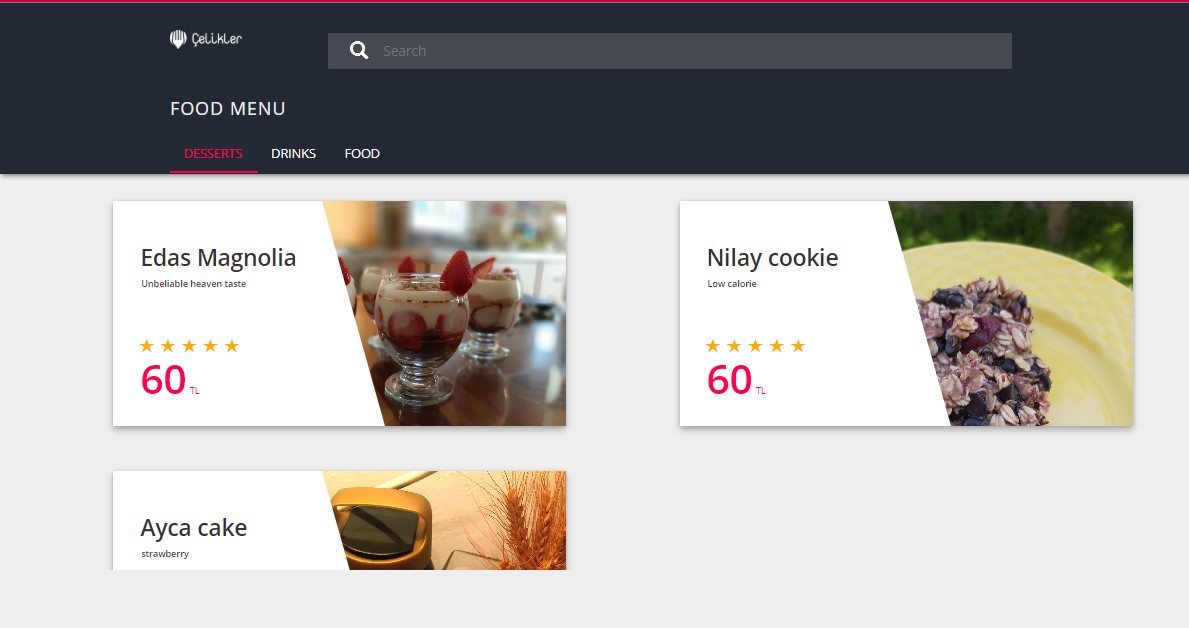 Çelikler
Search
FOOD MENU
DESSERTS DRINKS FOOD
Edas Magnolia
Unbeliable heaven taste
60 TL
Nilay cookie
Low calorie
60 TL
Ayca cake
strawberry